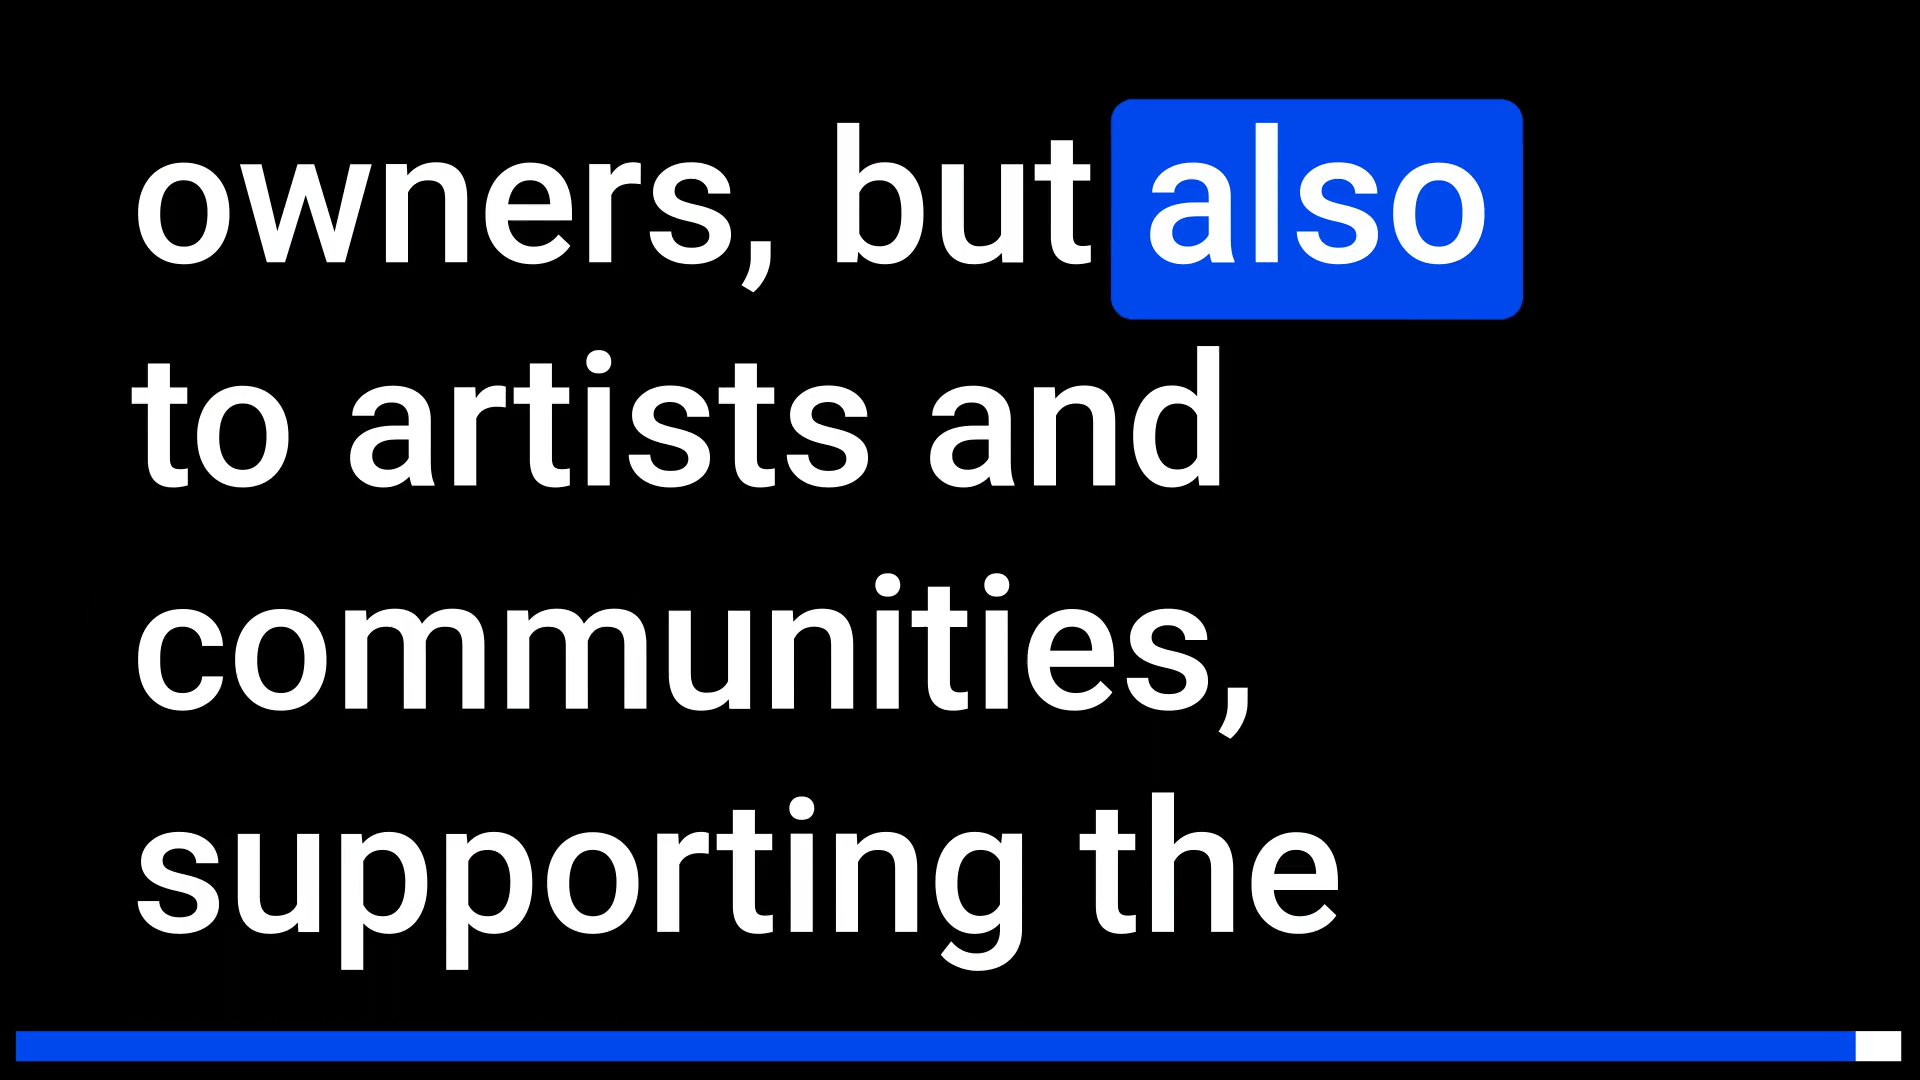 owners, but also
to artists and
communities,
supporting the